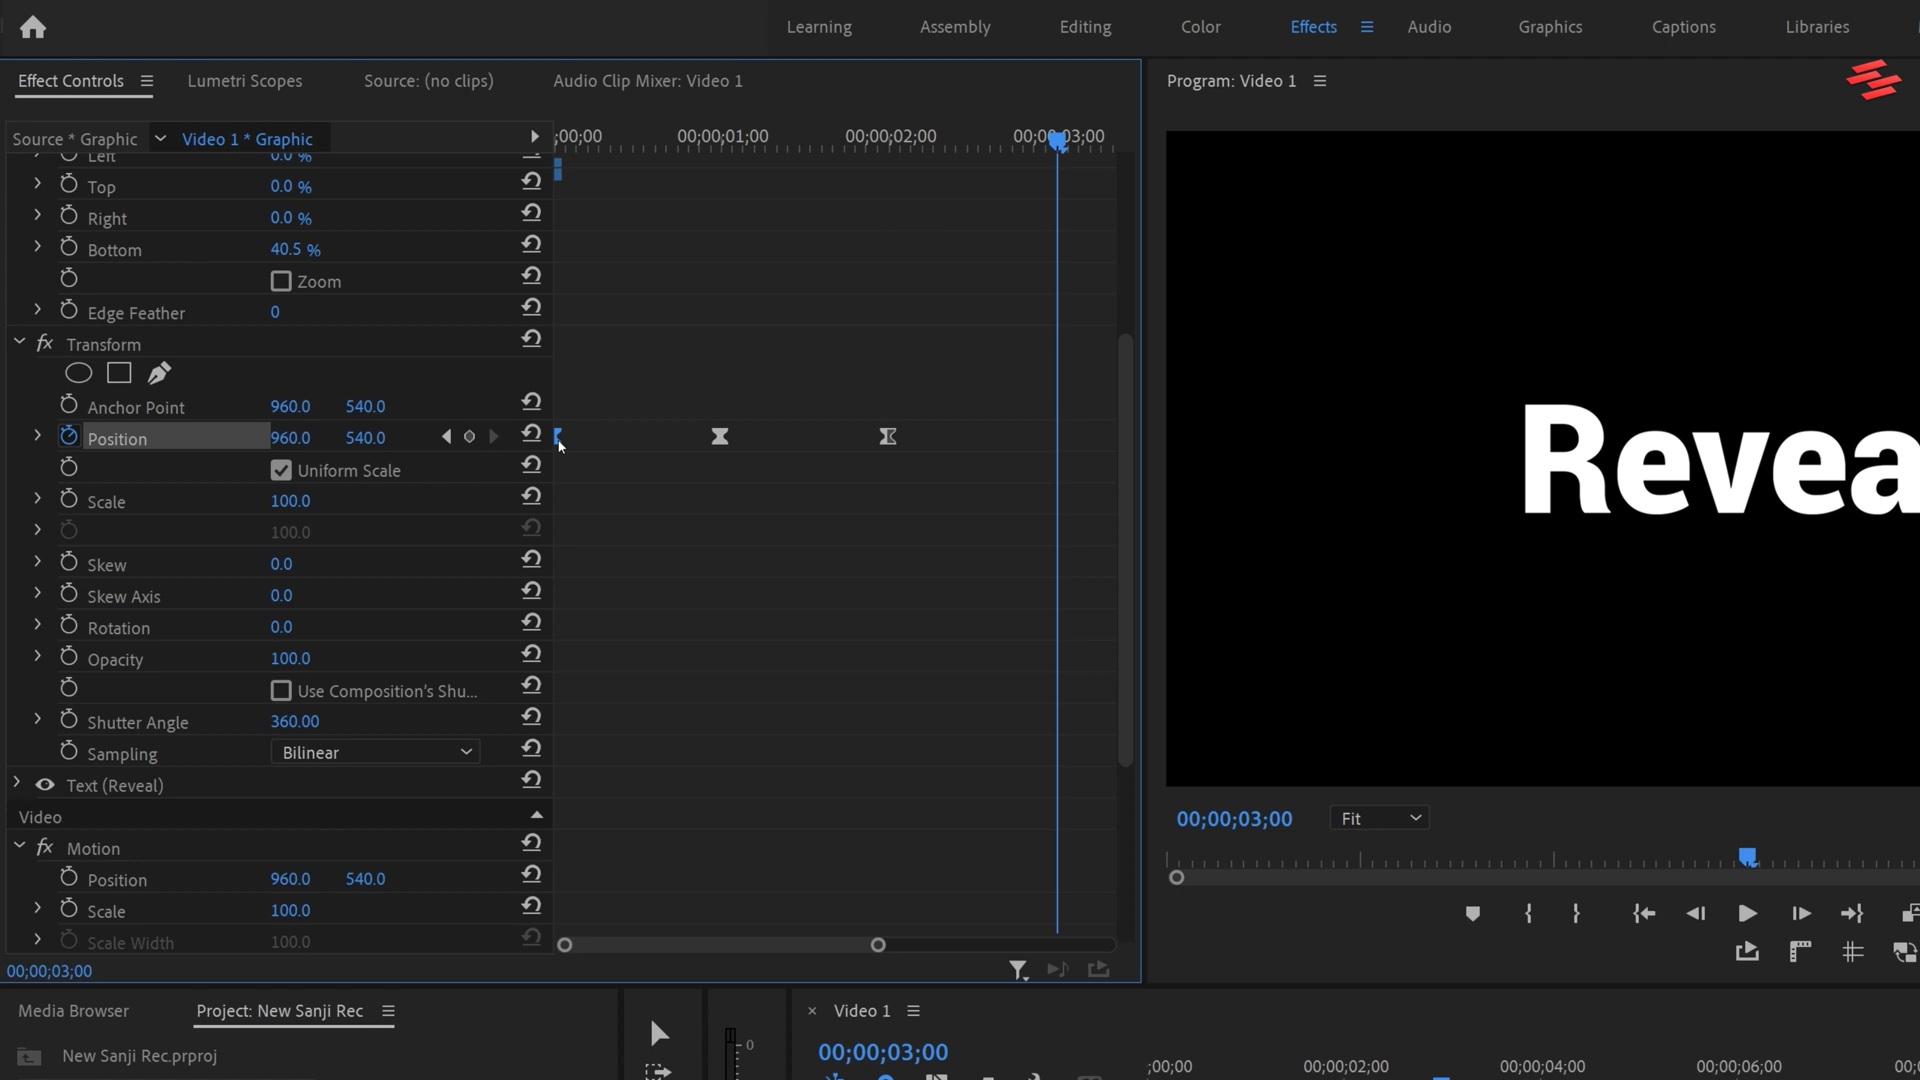 Learning Assembly Editing Color Effects Audio Graphics Captions Libraries
Effect Controls Lumetri Scopes Source: (no clips) Audio Clip Mixer: Video 1
Program: Video 1
Source * Graphic Video 1 * Graphic
;00;00 00;00;01;00 00;00;02;00 00;00;03;00
Left 0.0 %
Top 0.0 %
Right 0.0 %
Bottom 40.5 %
Zoom
Edge Feather 0
fx Transform
Anchor Point 960.0 540.0
Position 960.0 540.0
Uniform Scale
Scale 100.0
100.0
Skew 0.0
Skew Axis 0.0
Rotation 0.0
Opacity 100.0
Use Composition's Shu...
Shutter Angle 360.00
Sampling Bilinear
Text (Reveal)
Video
fx Motion
Position 960.0 540.0
Scale 100.0
Scale Width 100.0
00;00;03;00
Revea
00;00;03;00 Fit
Media Browser Project: New Sanji Rec
New Sanji Rec.prproj
0
× Video 1
00;00;03;00
;00;00 00;00;02;00 00;00;04;00 00;00;06;00 00;